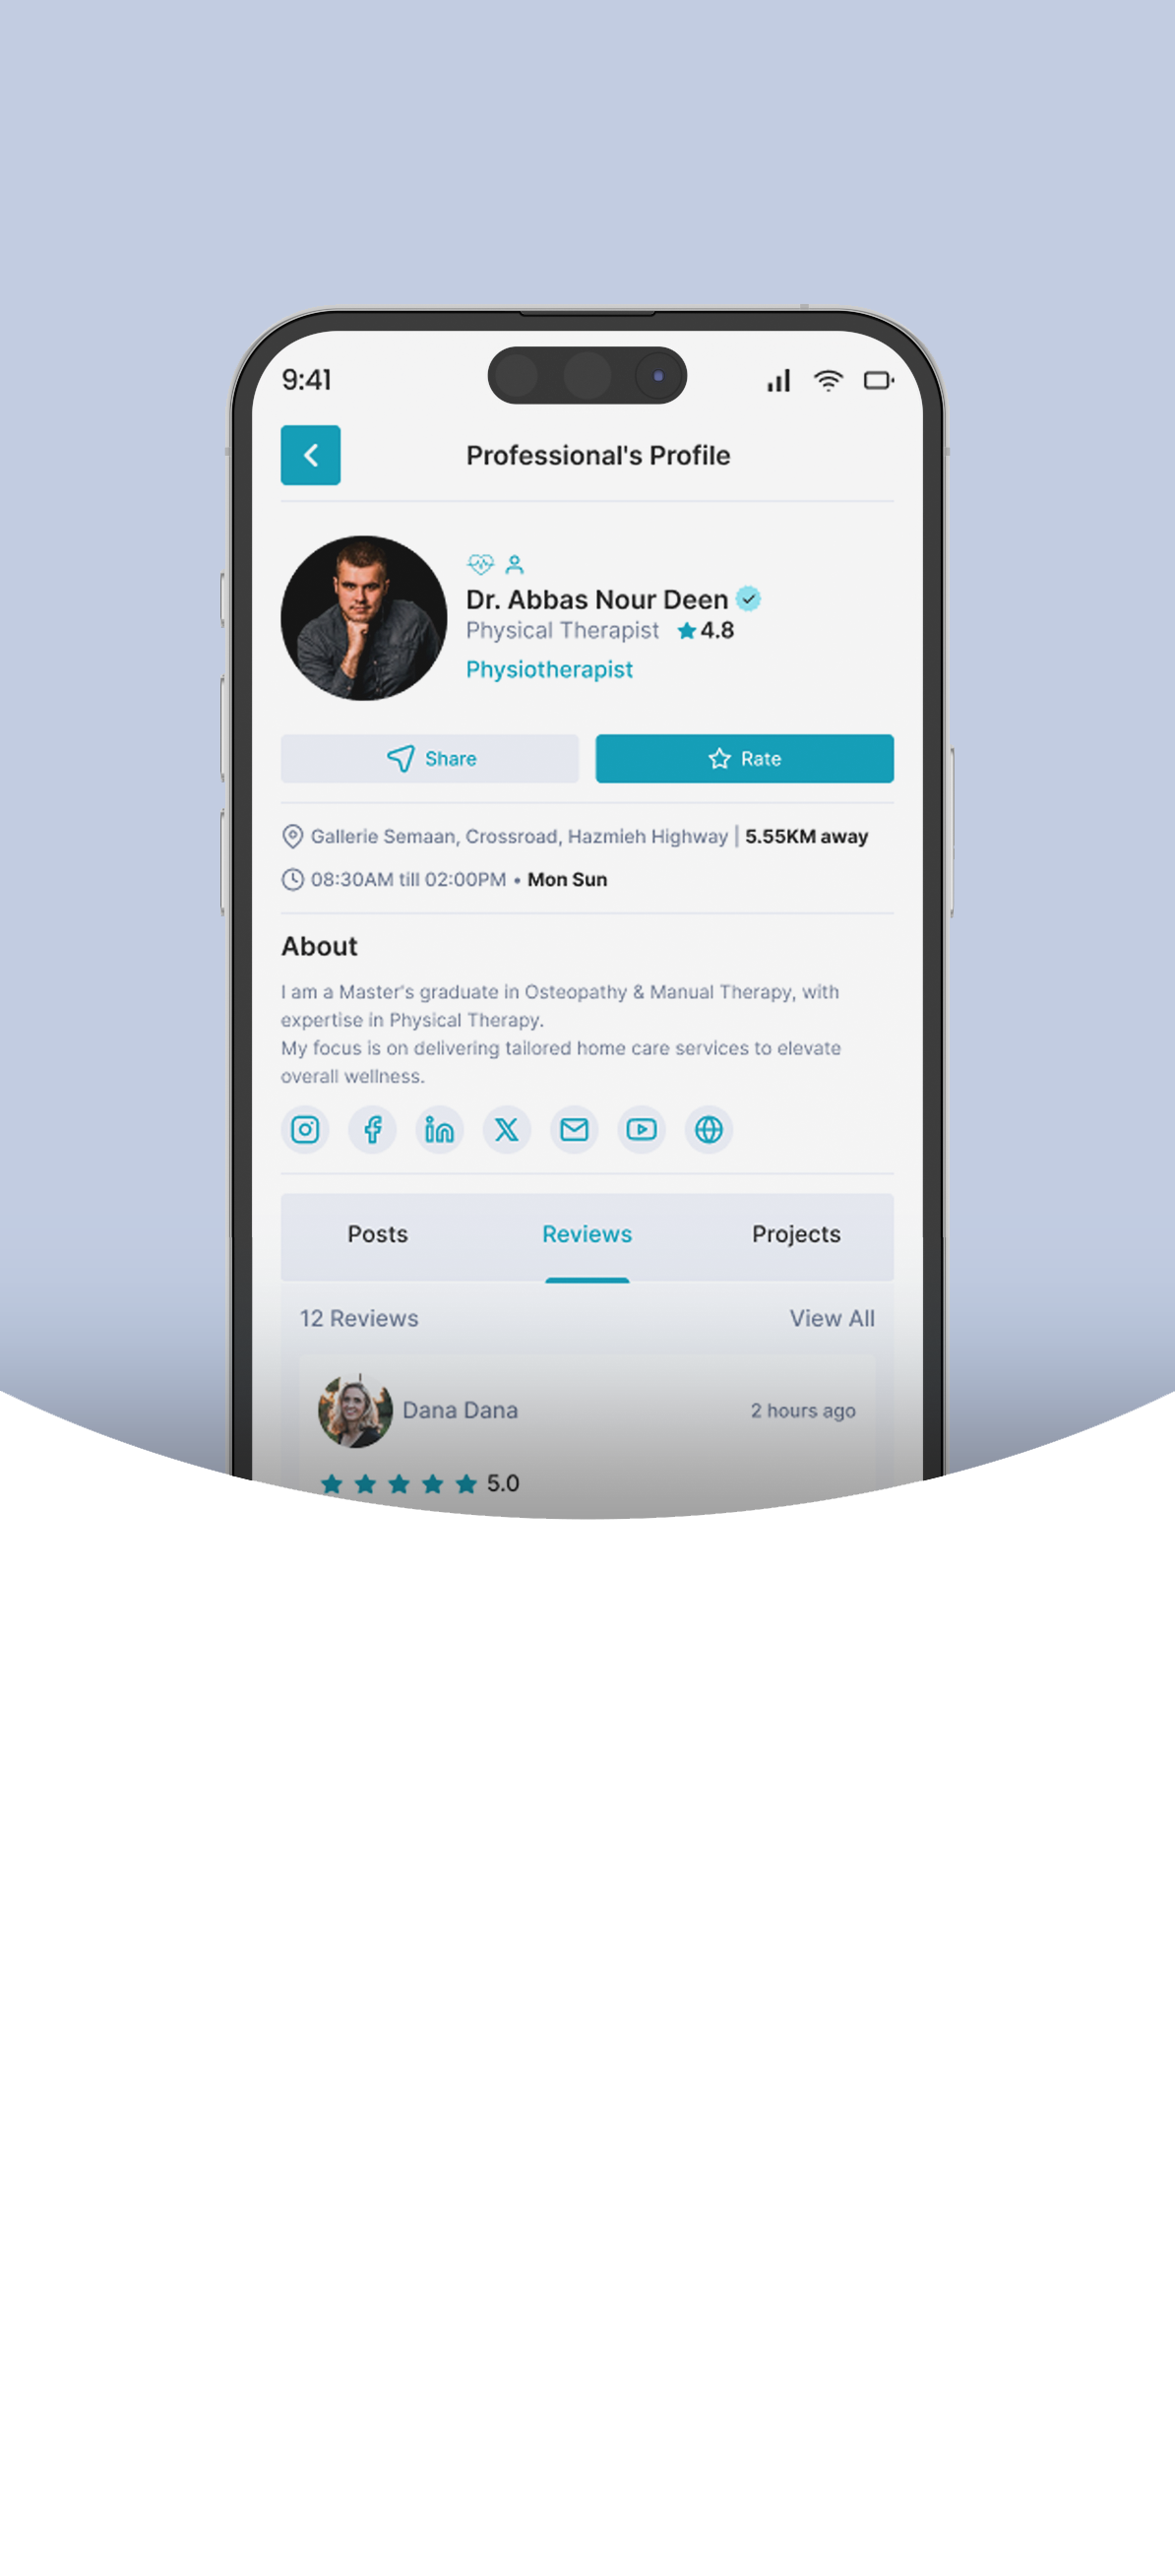 9:41
Professional's Profile
Dr. Abbas Nour Deen
Physical Therapist 4.8
Physiotherapist
Share
Rate
Gallerie Semaan, Crossroad, Hazmieh Highway | 5.55KM away
08:30AM till 02:00PM • Mon Sun
About
I am a Master's graduate in Osteopathy & Manual Therapy, with
expertise in Physical Therapy.
My focus is on delivering tailored home care services to elevate
overall wellness.
Posts
Reviews
Projects
12 Reviews
View All
Dana Dana
2 hours ago
5.0